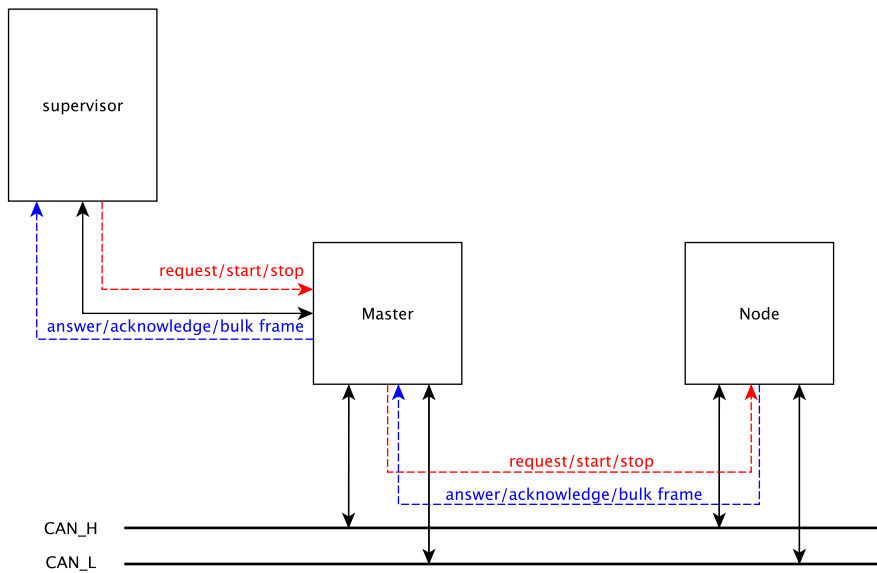 supervisor
request/start/stop
Master
Node
answer/acknowledge/bulk frame
request/start/stop
answer/acknowledge/bulk frame
CAN_H
CAN_L